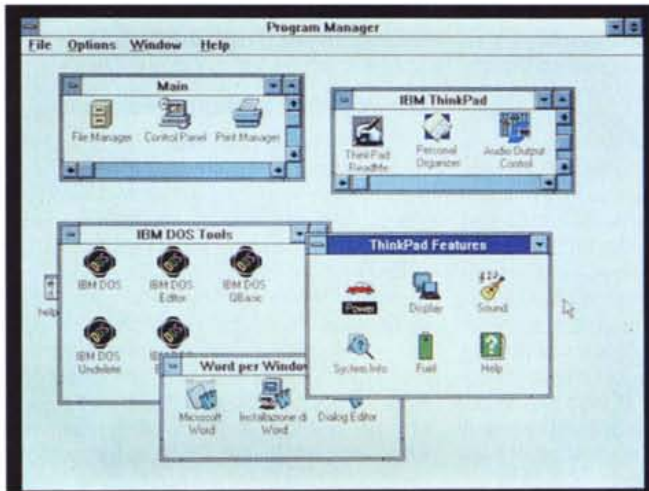 Program Manager
File Options Window Help
Main
File Manager Control Panel Print Manager
IBM ThinkPad
ThinkPad ReadMe
Personal Organizer
Audio Output Control
IBM DOS Tools
IBM DOS
IBM DOS Editor
IBM DOS QBasic
IBM DOS Undelete
ThinkPad Features
Power Display Sound
System Info Fuel Help
Word per Window
Microsoft Word
Installazione di Word
Dialog Editor
help